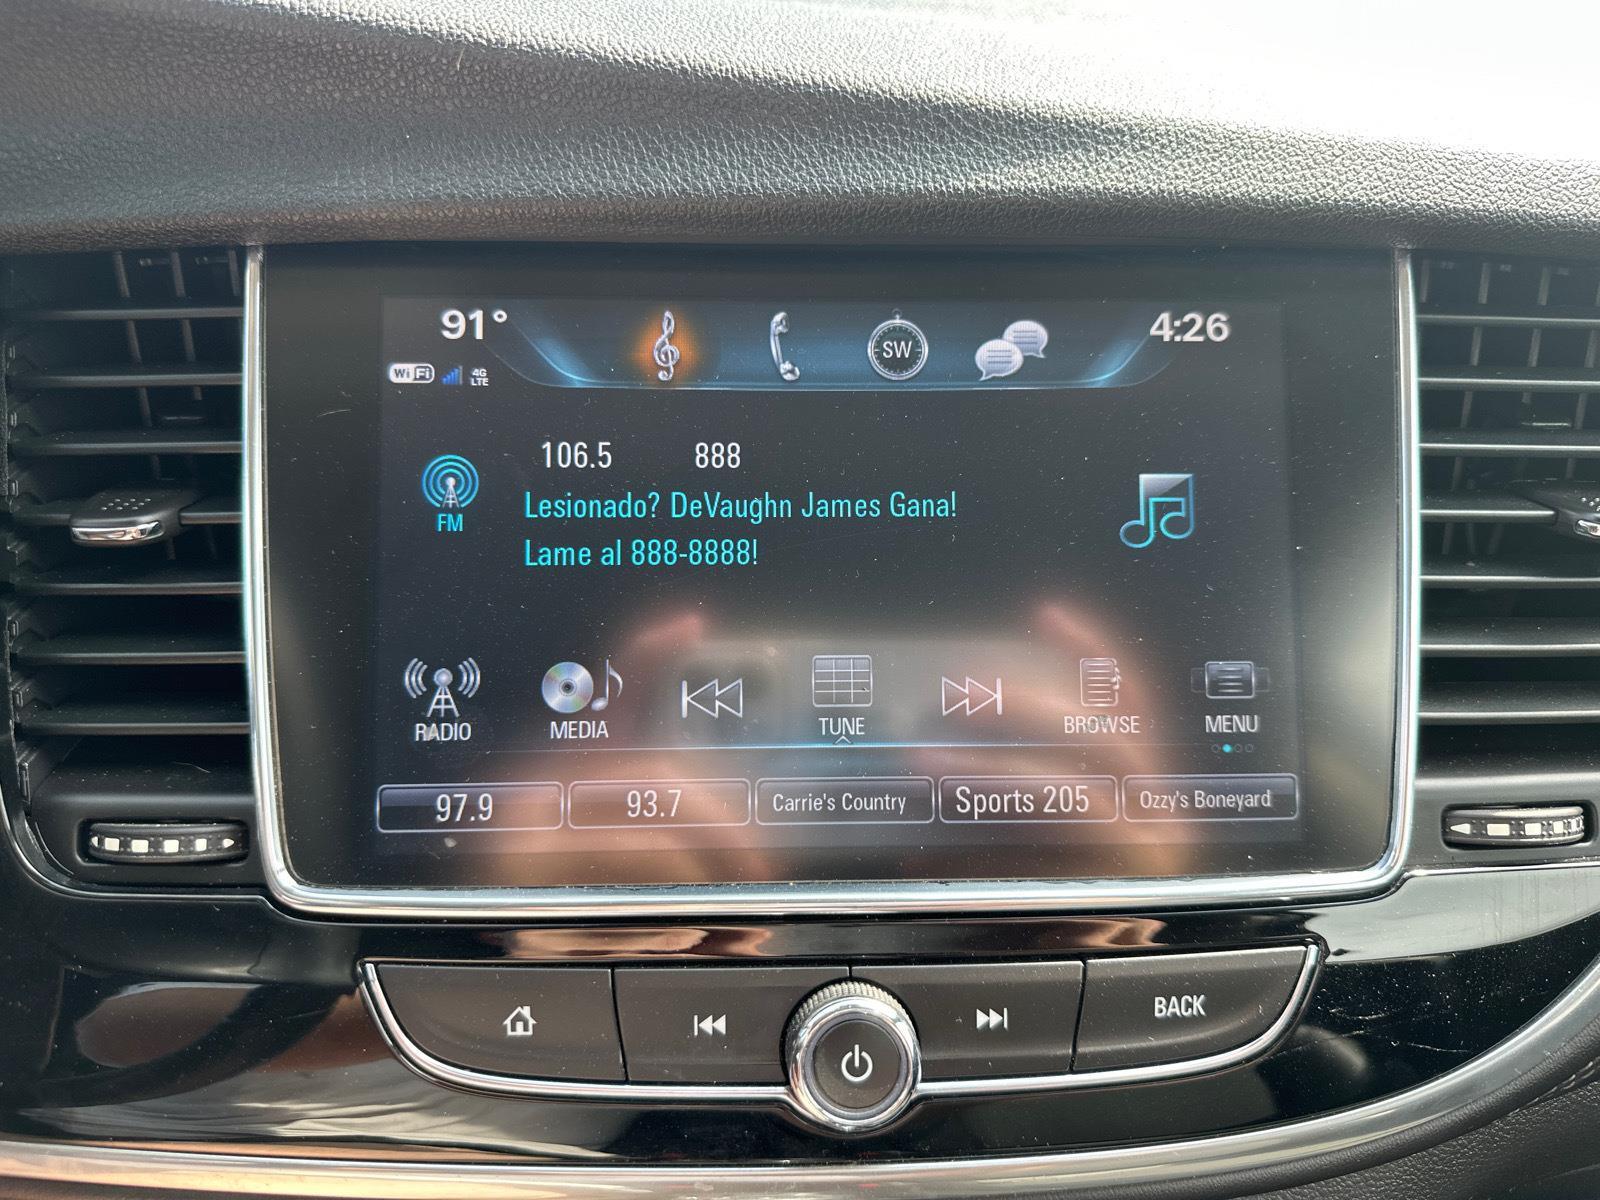 91° SW 4:26
WiFi 4G LTE
106.5 888
FM
Lesionado? DeVaughn James Gana!
Lame al 888-8888!
RADIO MEDIA TUNE BROWSE MENU
97.9 93.7 Carrie's Country Sports 205 Ozzy's Boneyard
BACK